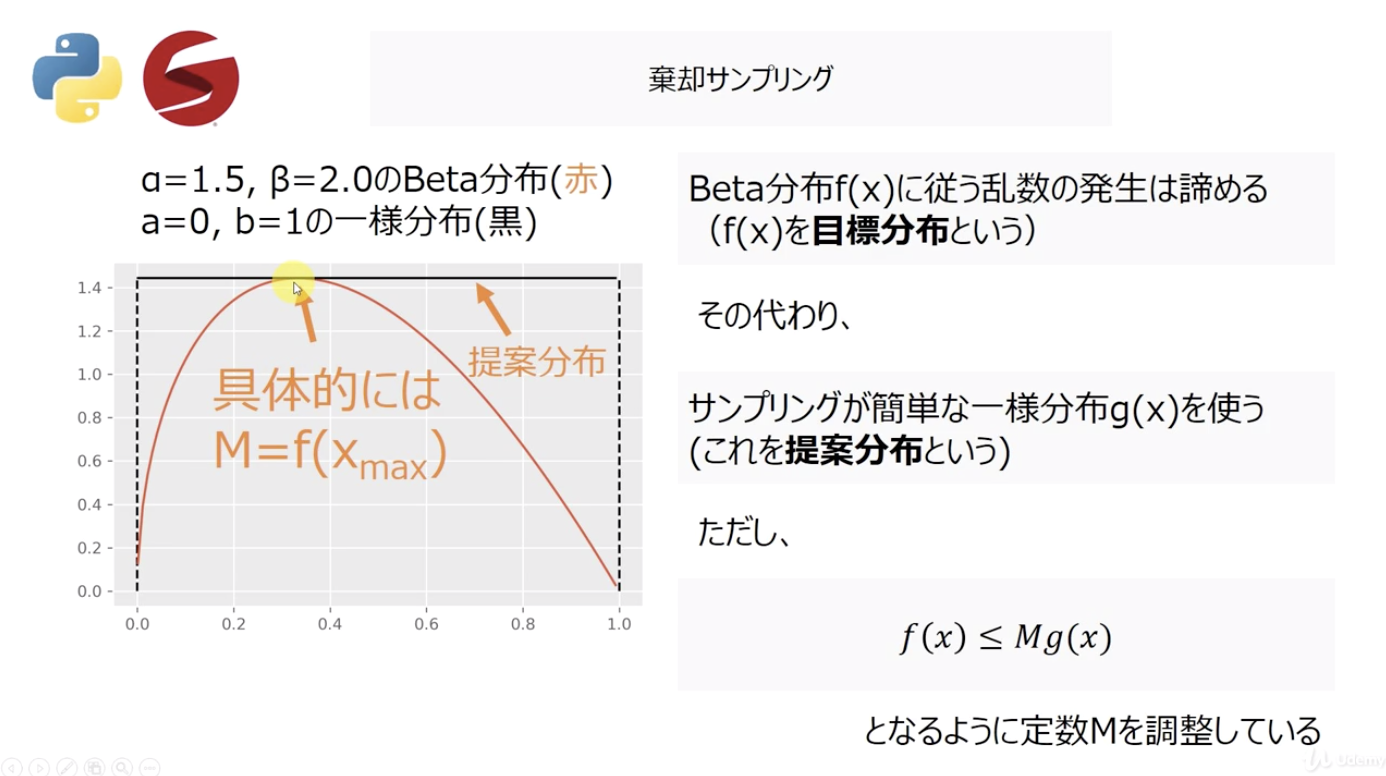 棄却サンプリング
α=1.5, β=2.0のBeta分布(赤)
a=0, b=1の一様分布(黒)
1.4
1.2
1.0
0.8
0.6
0.4
0.2
0.0
0.0 0.2 0.4 0.6 0.8 1.0
提案分布
具体的には
M=f(xmax)
Beta分布f(x)に従う乱数の発生は諦める
（f(x)を目標分布という）
その代わり、
サンプリングが簡単な一様分布g(x)を使う
(これを提案分布という)
ただし、
f(x) ≤ Mg(x)
となるように定数Mを調整している
Udemy